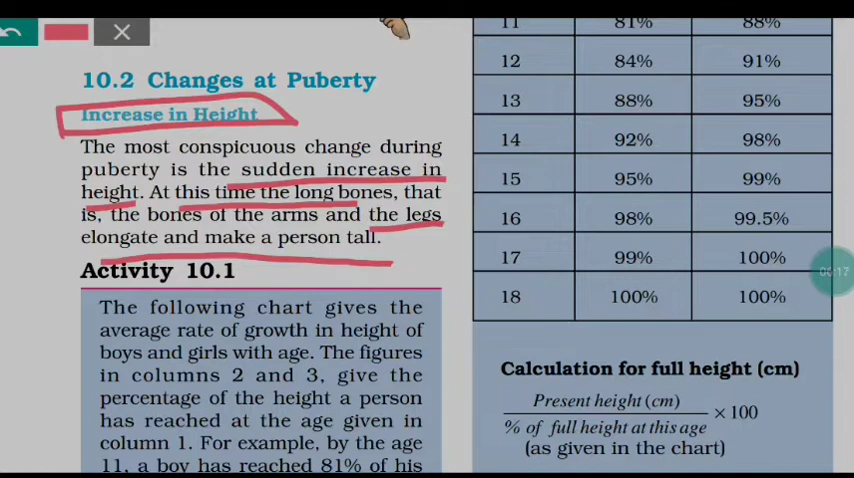 10.2 Changes at Puberty
Increase in Height
The most conspicuous change during
puberty is the sudden increase in
height. At this time the long bones, that
is, the bones of the arms and the legs
elongate and make a person tall.
Activity 10.1
The following chart gives the
average rate of growth in height of
boys and girls with age. The figures
in columns 2 and 3, give the
percentage of the height a person
has reached at the age given in
column 1. For example, by the age
11, a boy has reached 81% of his
11 81% 88%
12 84% 91%
13 88% 95%
14 92% 98%
15 95% 99%
16 98% 99.5%
17 99% 100%
18 100% 100%
00:17
Calculation for full height (cm)
Present height (cm)
% of full height at this age
× 100
(as given in the chart)